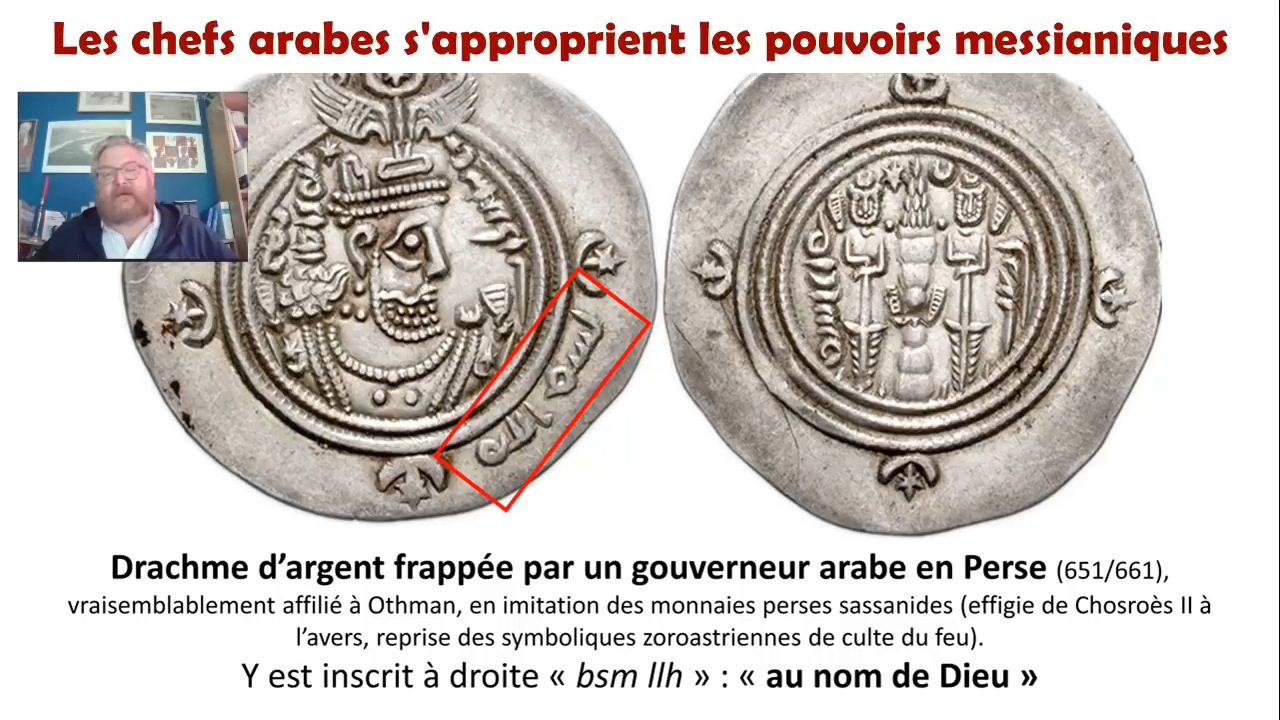 Les chefs arabes s'approprient les pouvoirs messianiques
بسم الله
Drachme d’argent frappée par un gouverneur arabe en Perse (651/661),
vraisemblablement affilié à Othman, en imitation des monnaies perses sassanides (effigie de Chosroès II à
l’avers, reprise des symboliques zoroastriennes de culte du feu).
Y est inscrit à droite « bsm llh » : « au nom de Dieu »